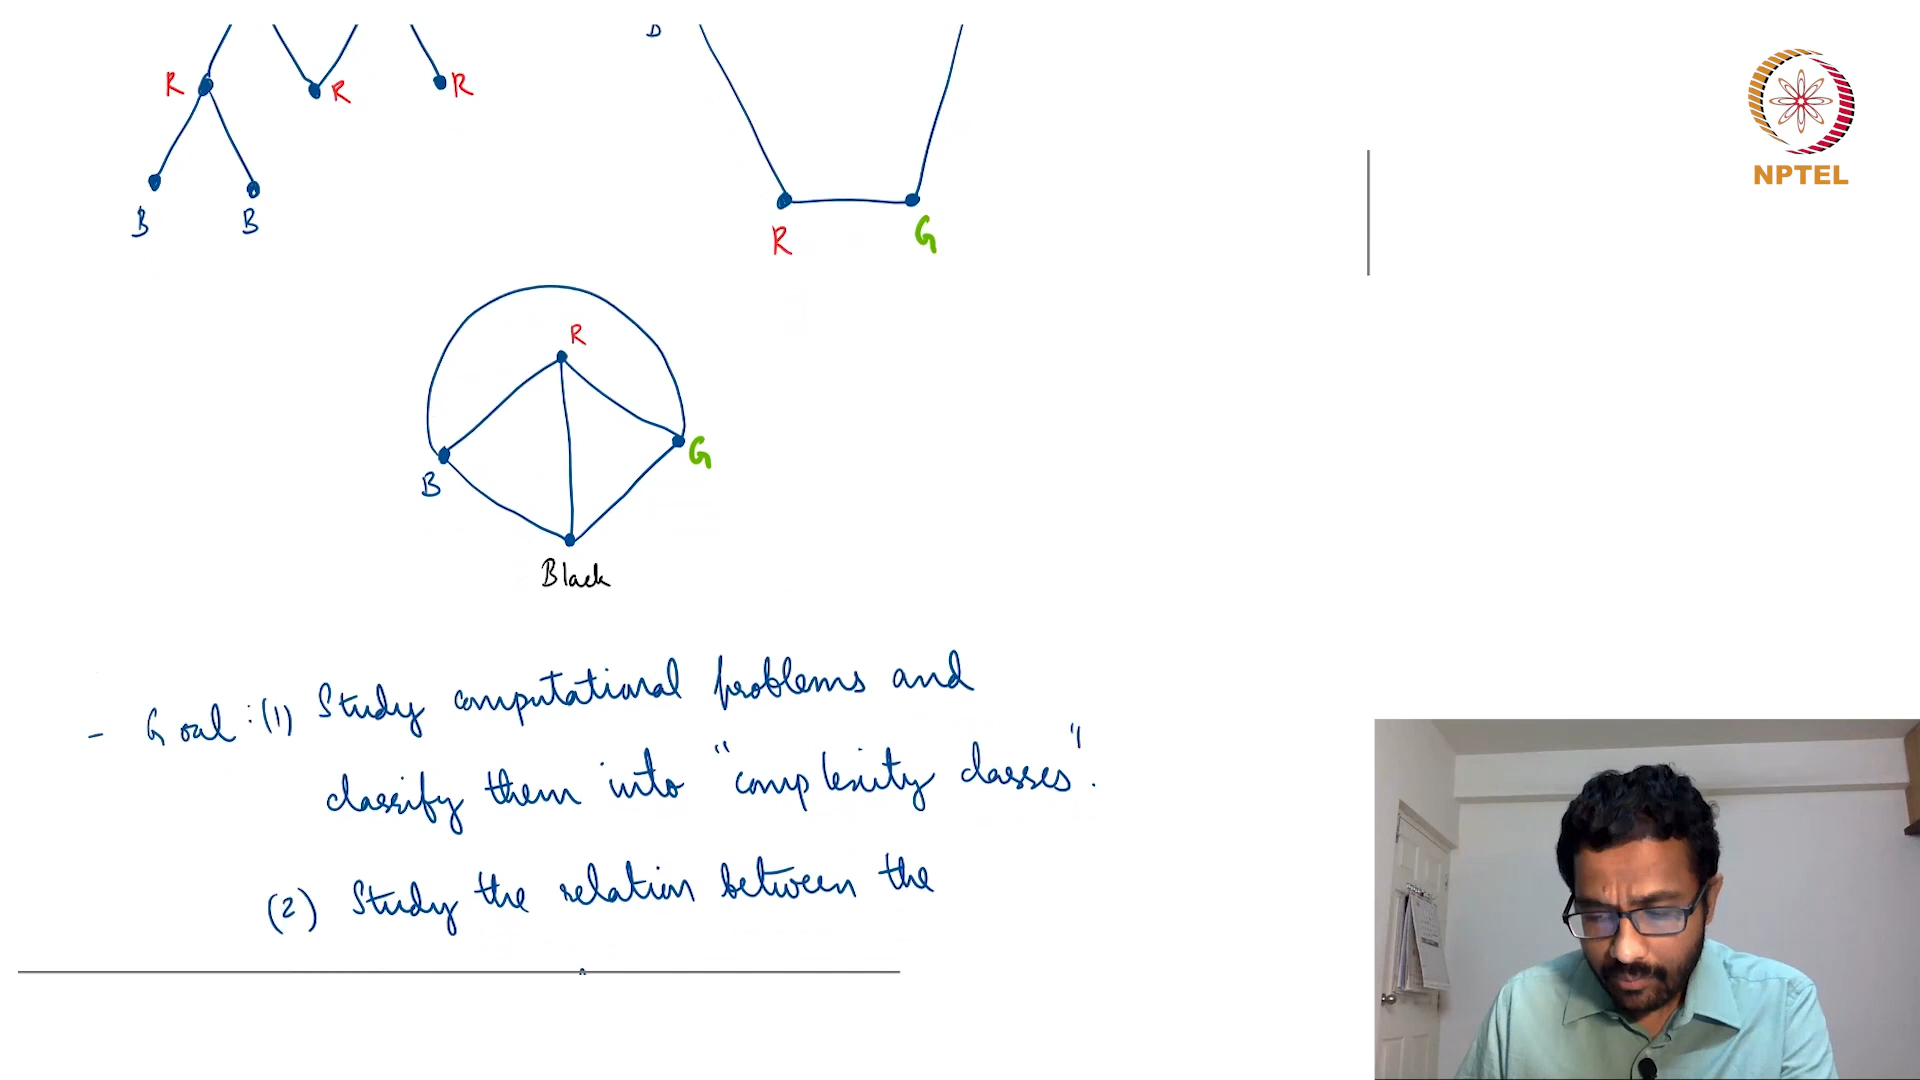 R R R
B B
R G
R
B G
Black
- Goal : (1) Study computational problems and
classify them into "complexity classes".
(2) Study the relation between the
NPTEL